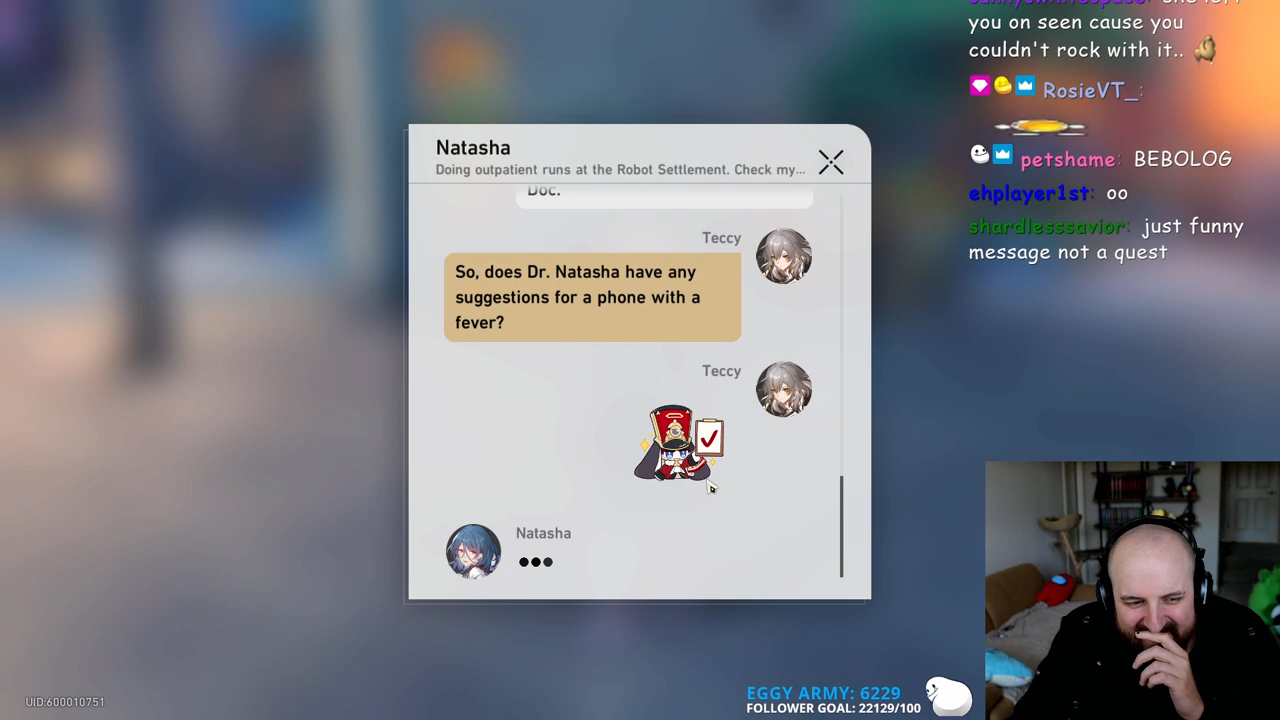 Natasha
Doing outpatient runs at the Robot Settlement. Check my...
Doc.
Teccy
So, does Dr. Natasha have any
suggestions for a phone with a
fever?
Teccy
Natasha
you on seen cause you
couldn't rock with it..
RosieVT_:
petshame: BEBOLOG
ehplayer1st: oo
shardlesssavior: just funny
message not a quest
EGGY ARMY: 6229
FOLLOWER GOAL: 22129/100
UID:600010751